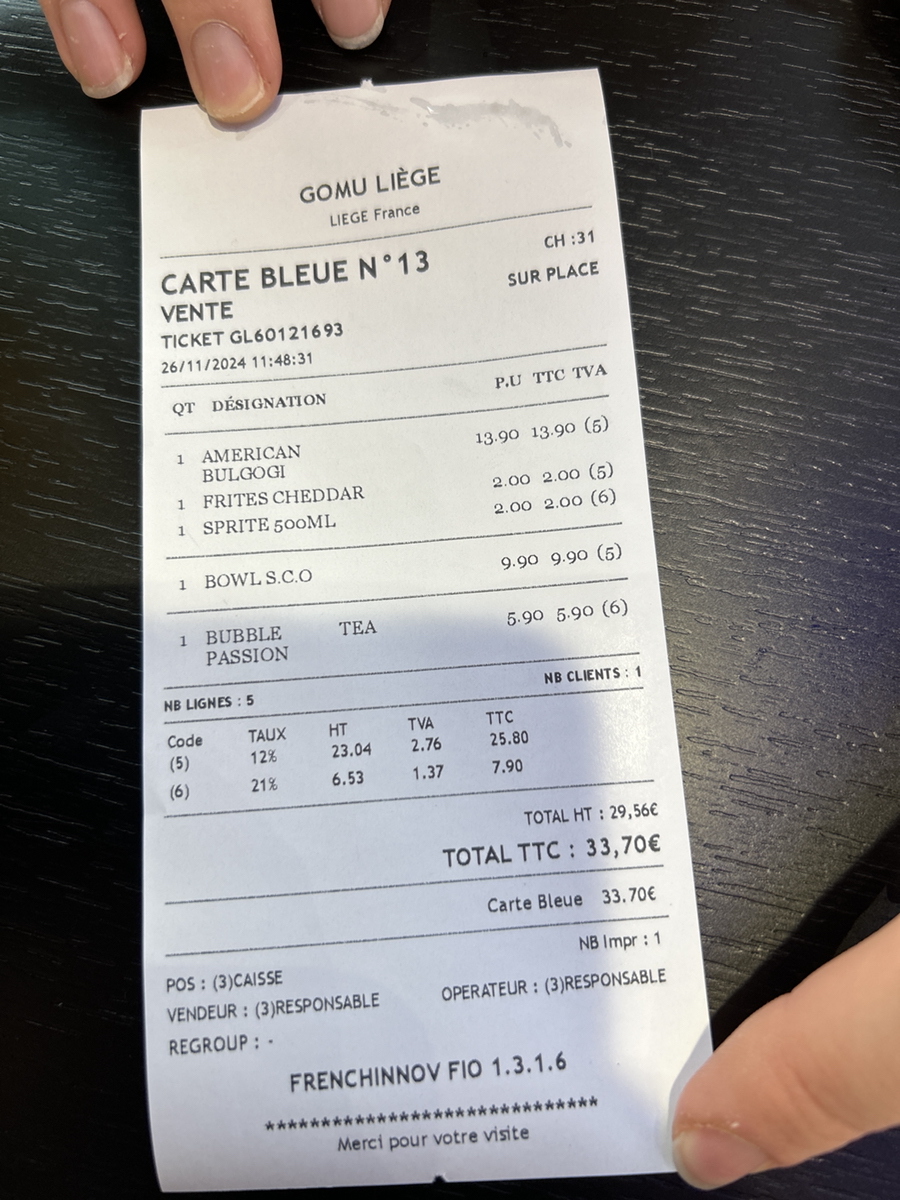 GOMU LIÈGE
LIEGE France
CH :31
CARTE BLEUE N°13
SUR PLACE
VENTE
TICKET GL60121693
26/11/2024 11:48:31
QT DÉSIGNATION P.U TTC TVA
1 AMERICAN 13.90 13.90 (5)
BULGOGI
1 FRITES CHEDDAR 2.00 2.00 (5)
1 SPRITE 500ML 2.00 2.00 (6)
1 BOWL S.C.O 9.90 9.90 (5)
1 BUBBLE TEA 5.90 5.90 (6)
PASSION
NB LIGNES : 5 NB CLIENTS : 1
Code TAUX HT TVA TTC
(5) 12% 23.04 2.76 25.80
(6) 21% 6.53 1.37 7.90
TOTAL HT : 29,56€
TOTAL TTC : 33,70€
Carte Bleue 33.70€
NB Impr : 1
POS : (3)CAISSE
VENDEUR : (3)RESPONSABLE OPERATEUR : (3)RESPONSABLE
REGROUP : -
FRENCHINNOV FIO 1.3.1.6
******************************
Merci pour votre visite